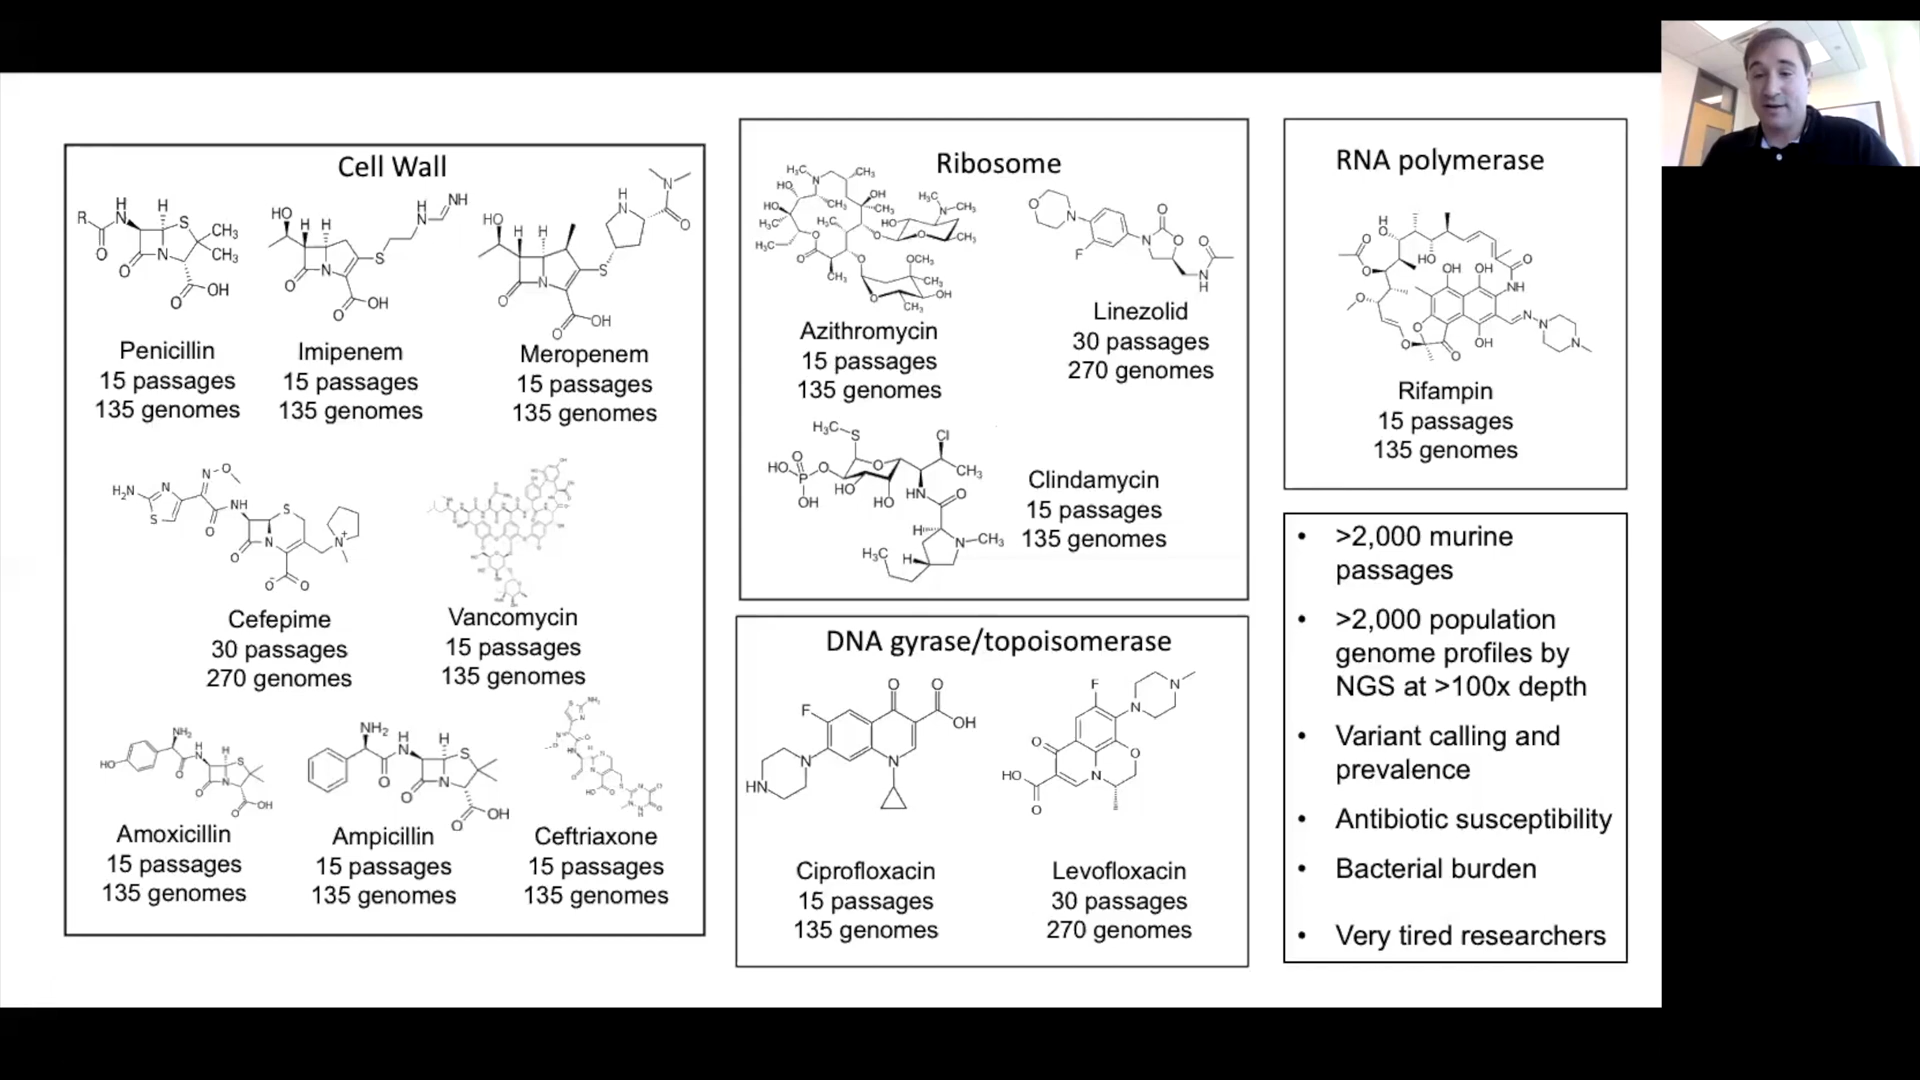 Cell Wall
Penicillin
15 passages
135 genomes
Imipenem
15 passages
135 genomes
Meropenem
15 passages
135 genomes
Cefepime
30 passages
270 genomes
Vancomycin
15 passages
135 genomes
Amoxicillin
15 passages
135 genomes
Ampicillin
15 passages
135 genomes
Ceftriaxone
15 passages
135 genomes
Ribosome
Azithromycin
15 passages
135 genomes
Linezolid
30 passages
270 genomes
Clindamycin
15 passages
135 genomes
DNA gyrase/topoisomerase
Ciprofloxacin
15 passages
135 genomes
Levofloxacin
30 passages
270 genomes
RNA polymerase
Rifampin
15 passages
135 genomes
• >2,000 murine
passages
• >2,000 population
genome profiles by
NGS at >100x depth
• Variant calling and
prevalence
• Antibiotic susceptibility
• Bacterial burden
• Very tired researchers